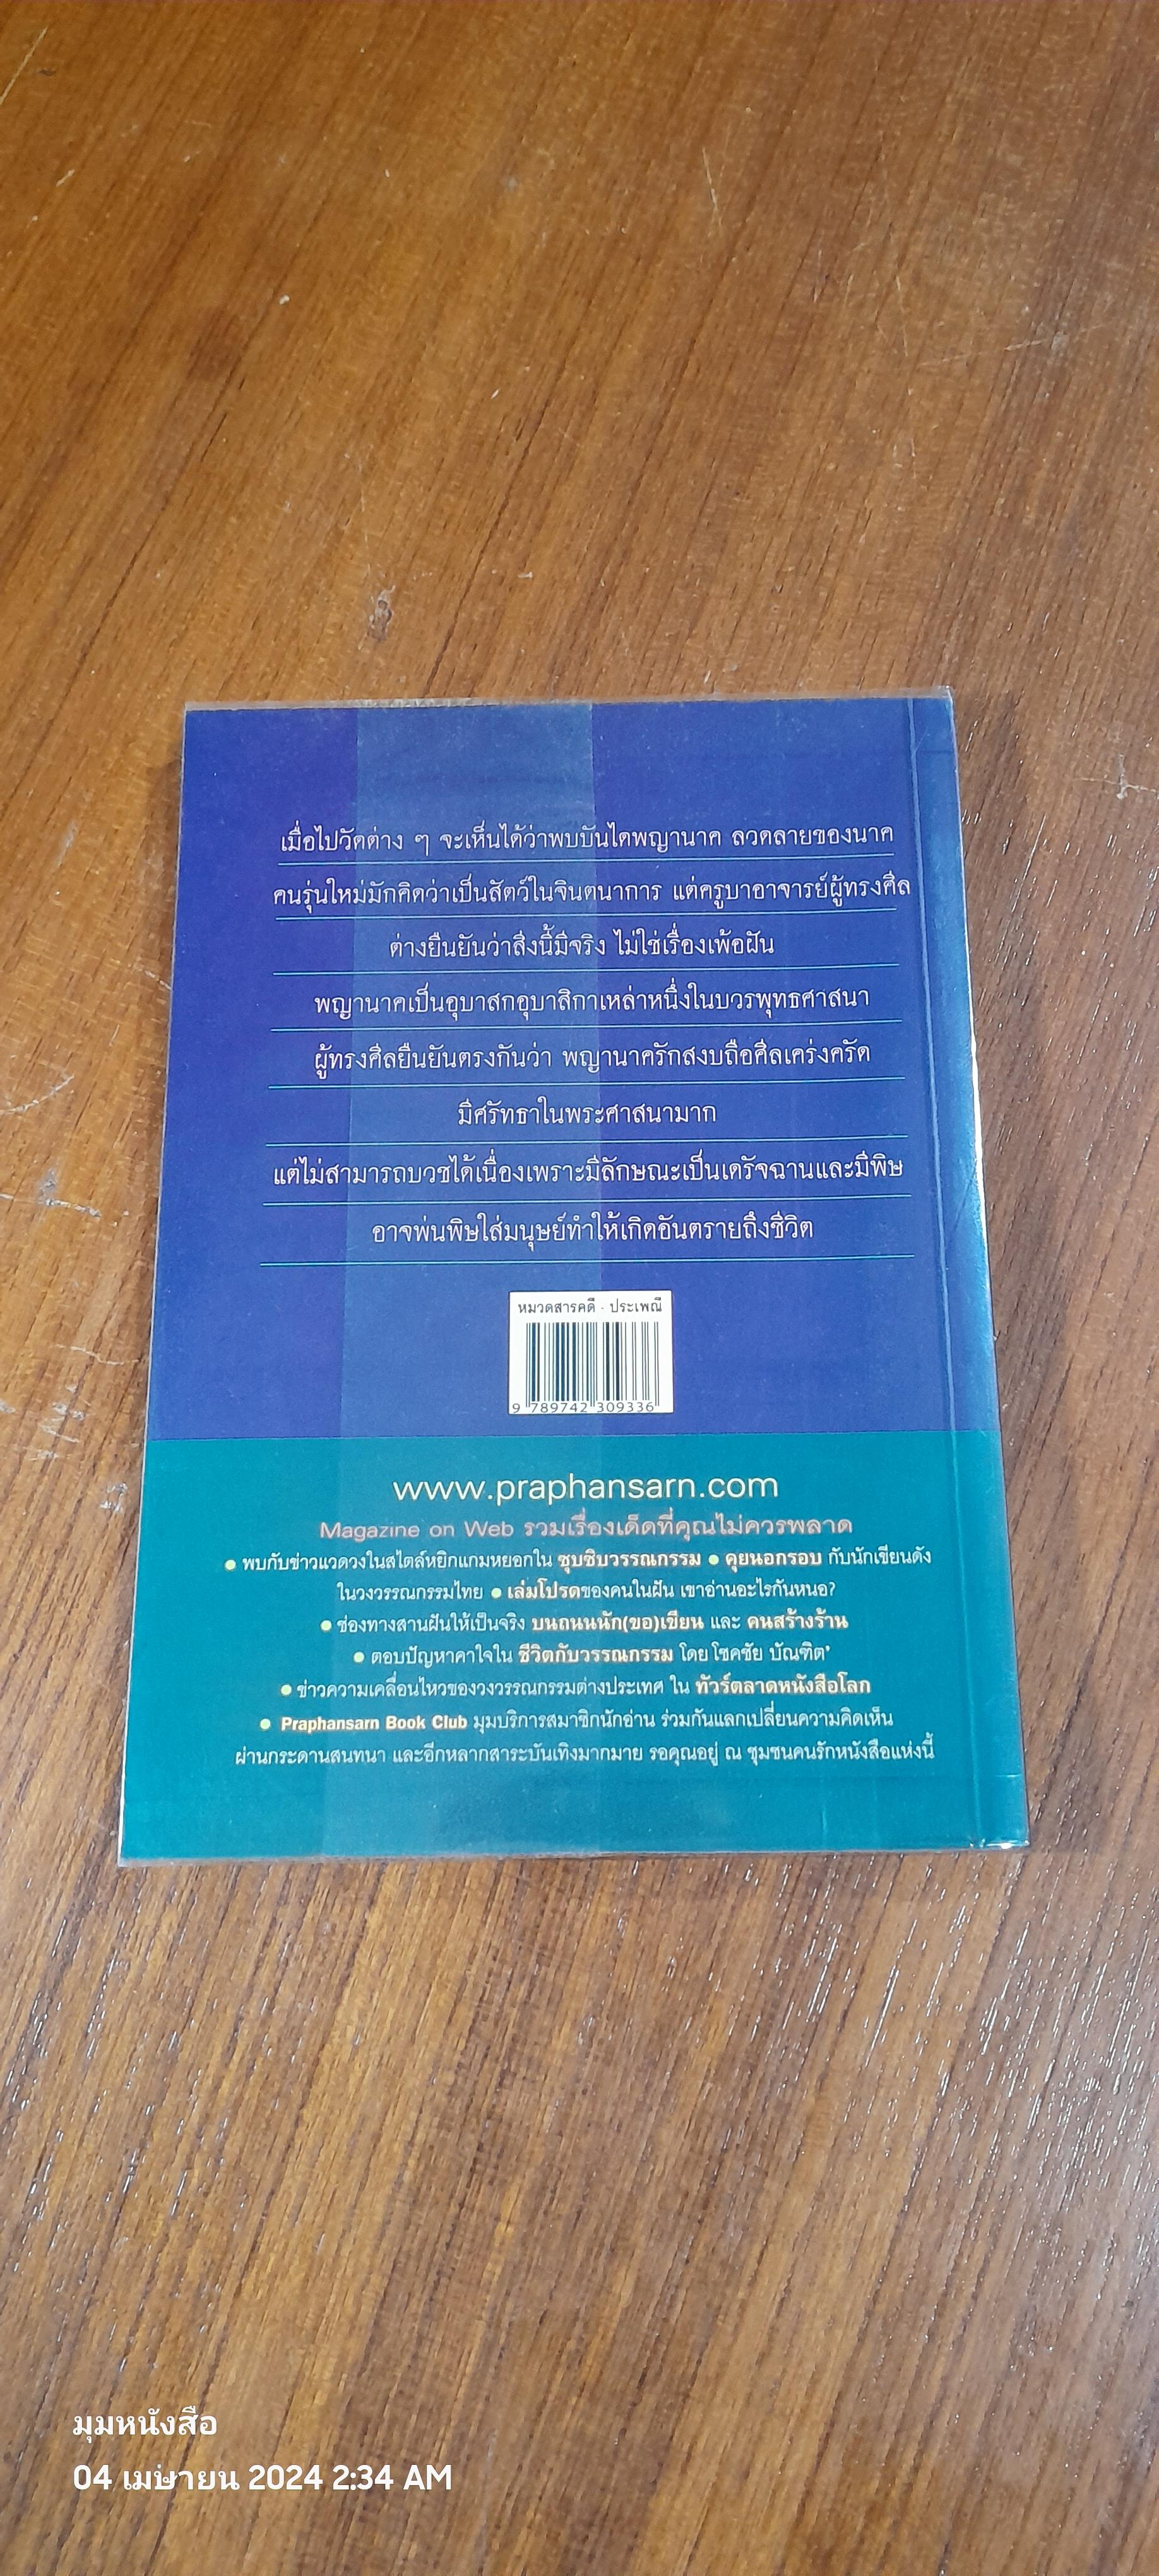 เมื่อไปวัดต่าง ๆ จะเห็นได้ว่าพบบันไดพญานาค ลวดลายของนาค
คนรุ่นใหม่มักคิดว่าเป็นสัตว์ในจินตนาการ แต่ครูบาอาจารย์ผู้ทรงศีล
ต่างยืนยันว่าสิ่งนี้มีจริง ไม่ใช่เรื่องเพ้อฝัน
พญานาคเป็นอุบาสกอุบาสิกาเหล่าหนึ่งในบวรพุทธศาสนา
ผู้ทรงศีลยืนยันตรงกันว่า พญานาครักสงบถือศีลเคร่งครัด
มีศรัทธาในพระศาสนามาก
แต่ไม่สามารถบวชได้เนื่องเพราะมีลักษณะเป็นเดรัจฉานและมีพิษ
อาจพ่นพิษใส่มนุษย์ทำให้เกิดอันตรายถึงชีวิต
หมวดสารคดี - ประเพณี
9 789742 309336
www.praphansarn.com
Magazine on Web รวมเรื่องเด็ดที่คุณไม่ควรพลาด
● พบกับข่าวแวดวงในสไตล์หยิกแกมหยอกใน ซุบซิบวรรณกรรม ● คุยนอกรอบ กับนักเขียนดัง
ในวงวรรณกรรมไทย ● เล่มโปรดของคนในฝัน เขาอ่านอะไรกันหนอ?
● ช่องทางสานฝันให้เป็นจริง บนถนนนัก(ขอ)เขียน และ คนสร้างร้าน
● ตอบปัญหาคาใจใน ชีวิตกับวรรณกรรม โดย โชคชัย บัณฑิต'
● ข่าวความเคลื่อนไหวของวงวรรณกรรมต่างประเทศ ใน ทัวร์ตลาดหนังสือโลก
● Praphansarn Book Club มุมบริการสมาชิกนักอ่าน ร่วมกันแลกเปลี่ยนความคิดเห็น
ผ่านกระดานสนทนา และอีกหลากสาระบันเทิงมากมาย รอคุณอยู่ ณ ชุมชนคนรักหนังสือแห่งนี้
มุมหนังสือ
04 เมษายน 2024 2:34 AM